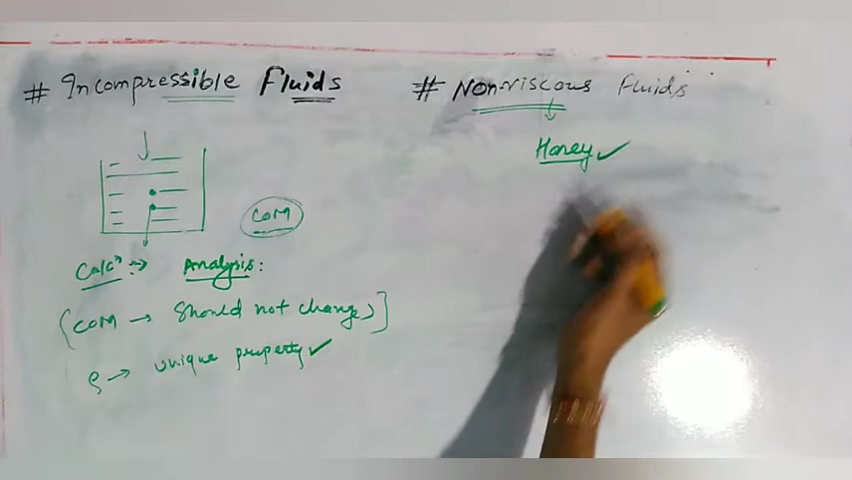 # Incompressible Fluids
COM
Calcⁿ :→ Analysis:
(COM → Should not change)]
ρ → unique property ✓
# Non-viscous Fluids
↓
Honey ✓